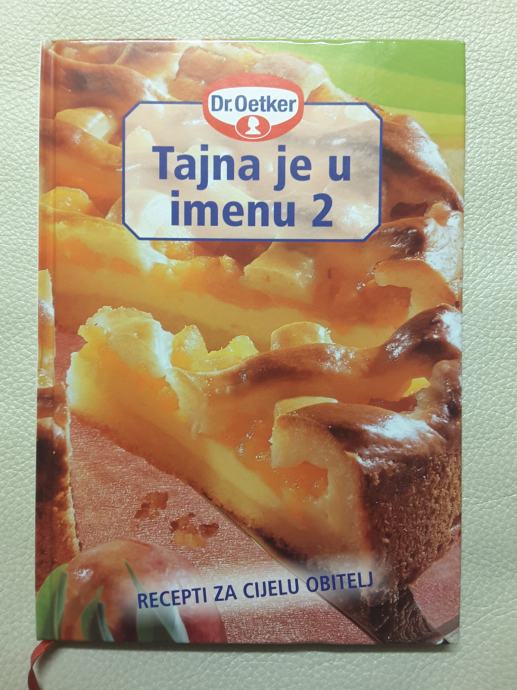 Dr. Oetker
Tajna je u
imenu 2
RECEPTI ZA CIJELU OBITELJ